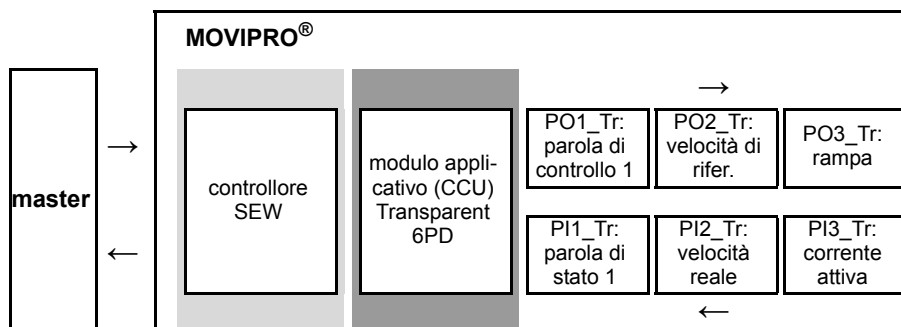 MOVIPRO®
master
→
←
controllore
SEW
modulo appli-
cativo (CCU)
Transparent
6PD
→
PO1_Tr:
parola di
controllo 1
PO2_Tr:
velocità di
rifer.
PO3_Tr:
rampa
PI1_Tr:
parola di
stato 1
PI2_Tr:
velocità
reale
PI3_Tr:
corrente
attiva
←